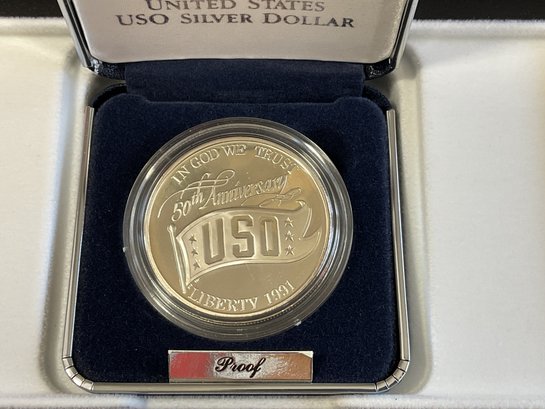 UNITED STATES
USO SILVER DOLLAR
IN GOD WE TRUST
50th Anniversary
USO
LIBERTY 1991
Proof